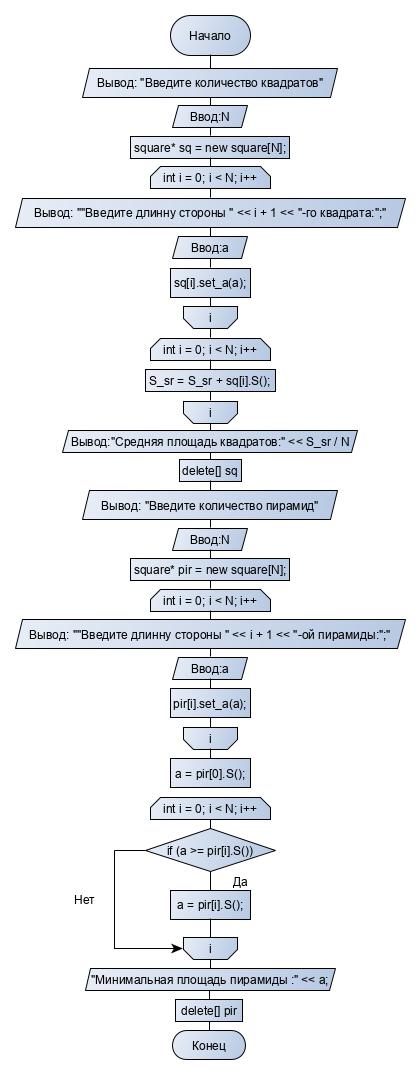 Начало
Вывод: "Введите количество квадратов"
Ввод:N
square* sq = new square[N];
int i = 0; i < N; i++
Вывод: ""Введите длинну стороны " << i + 1 << "-го квадрата:";"
Ввод:a
sq[i].set_a(a);
i
int i = 0; i < N; i++
S_sr = S_sr + sq[i].S();
i
Вывод:"Средняя площадь квадратов:" << S_sr / N
delete[] sq
Вывод: "Введите количество пирамид"
Ввод:N
square* pir = new square[N];
int i = 0; i < N; i++
Вывод: ""Введите длинну стороны " << i + 1 << "-ой пирамиды:";"
Ввод:a
pir[i].set_a(a);
i
a = pir[0].S();
int i = 0; i < N; i++
if (a >= pir[i].S())
Да
Нет
a = pir[i].S();
i
"Минимальная площадь пирамиды :" << a;
delete[] pir
Конец